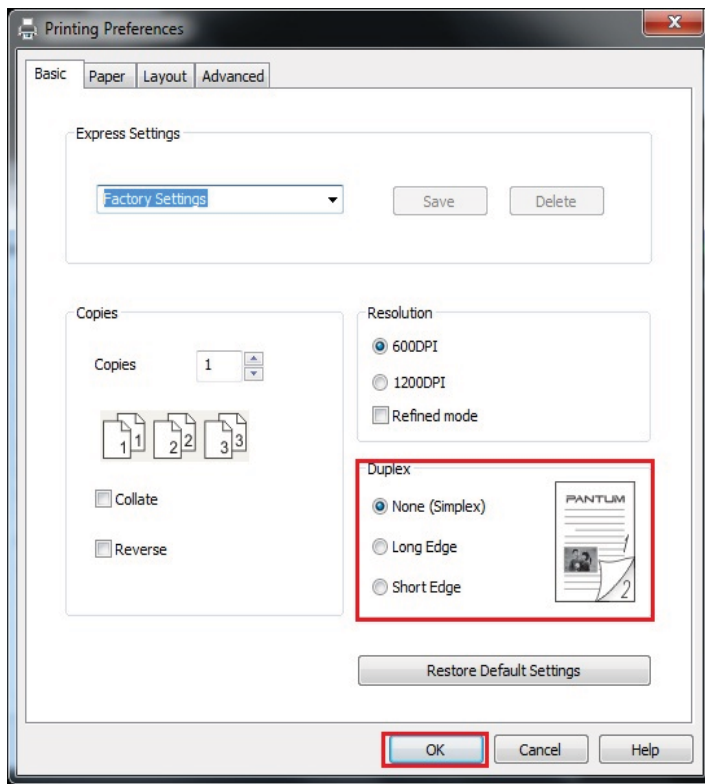 Printing Preferences
Basic Paper Layout Advanced
Express Settings
Factory Settings Save Delete
Copies
Copies 1
1 1 2 2 3 3
Collate
Reverse
Resolution
600DPI
1200DPI
Refined mode
Duplex
None (Simplex)
Long Edge
Short Edge
PANTUM
1
2
Restore Default Settings
OK Cancel Help